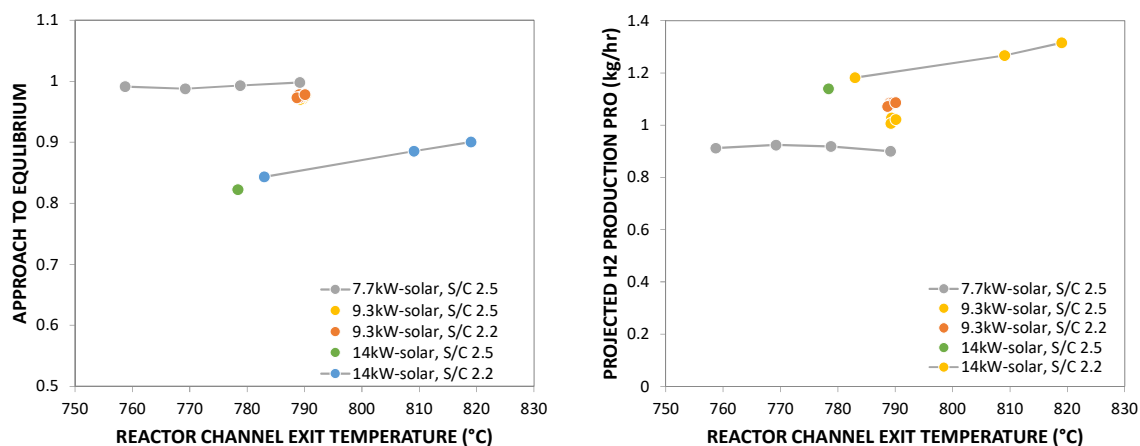 1.1
1
0.9
0.8
0.7
0.6
0.5
APPROACH TO EQULIBRIUM
7.7kW-solar, S/C 2.5
9.3kW-solar, S/C 2.5
9.3kW-solar, S/C 2.2
14kW-solar, S/C 2.5
14kW-solar, S/C 2.2
750 760 770 780 790 800 810 820 830
REACTOR CHANNEL EXIT TEMPERATURE (°C)
1.4
1.2
1
0.8
0.6
0.4
0.2
0
PROJECTED H2 PRODUCTION PRO (kg/hr)
7.7kW-solar, S/C 2.5
9.3kW-solar, S/C 2.5
9.3kW-solar, S/C 2.2
14kW-solar, S/C 2.5
14kW-solar, S/C 2.2
750 760 770 780 790 800 810 820 830
REACTOR CHANNEL EXIT TEMPERATURE (°C)